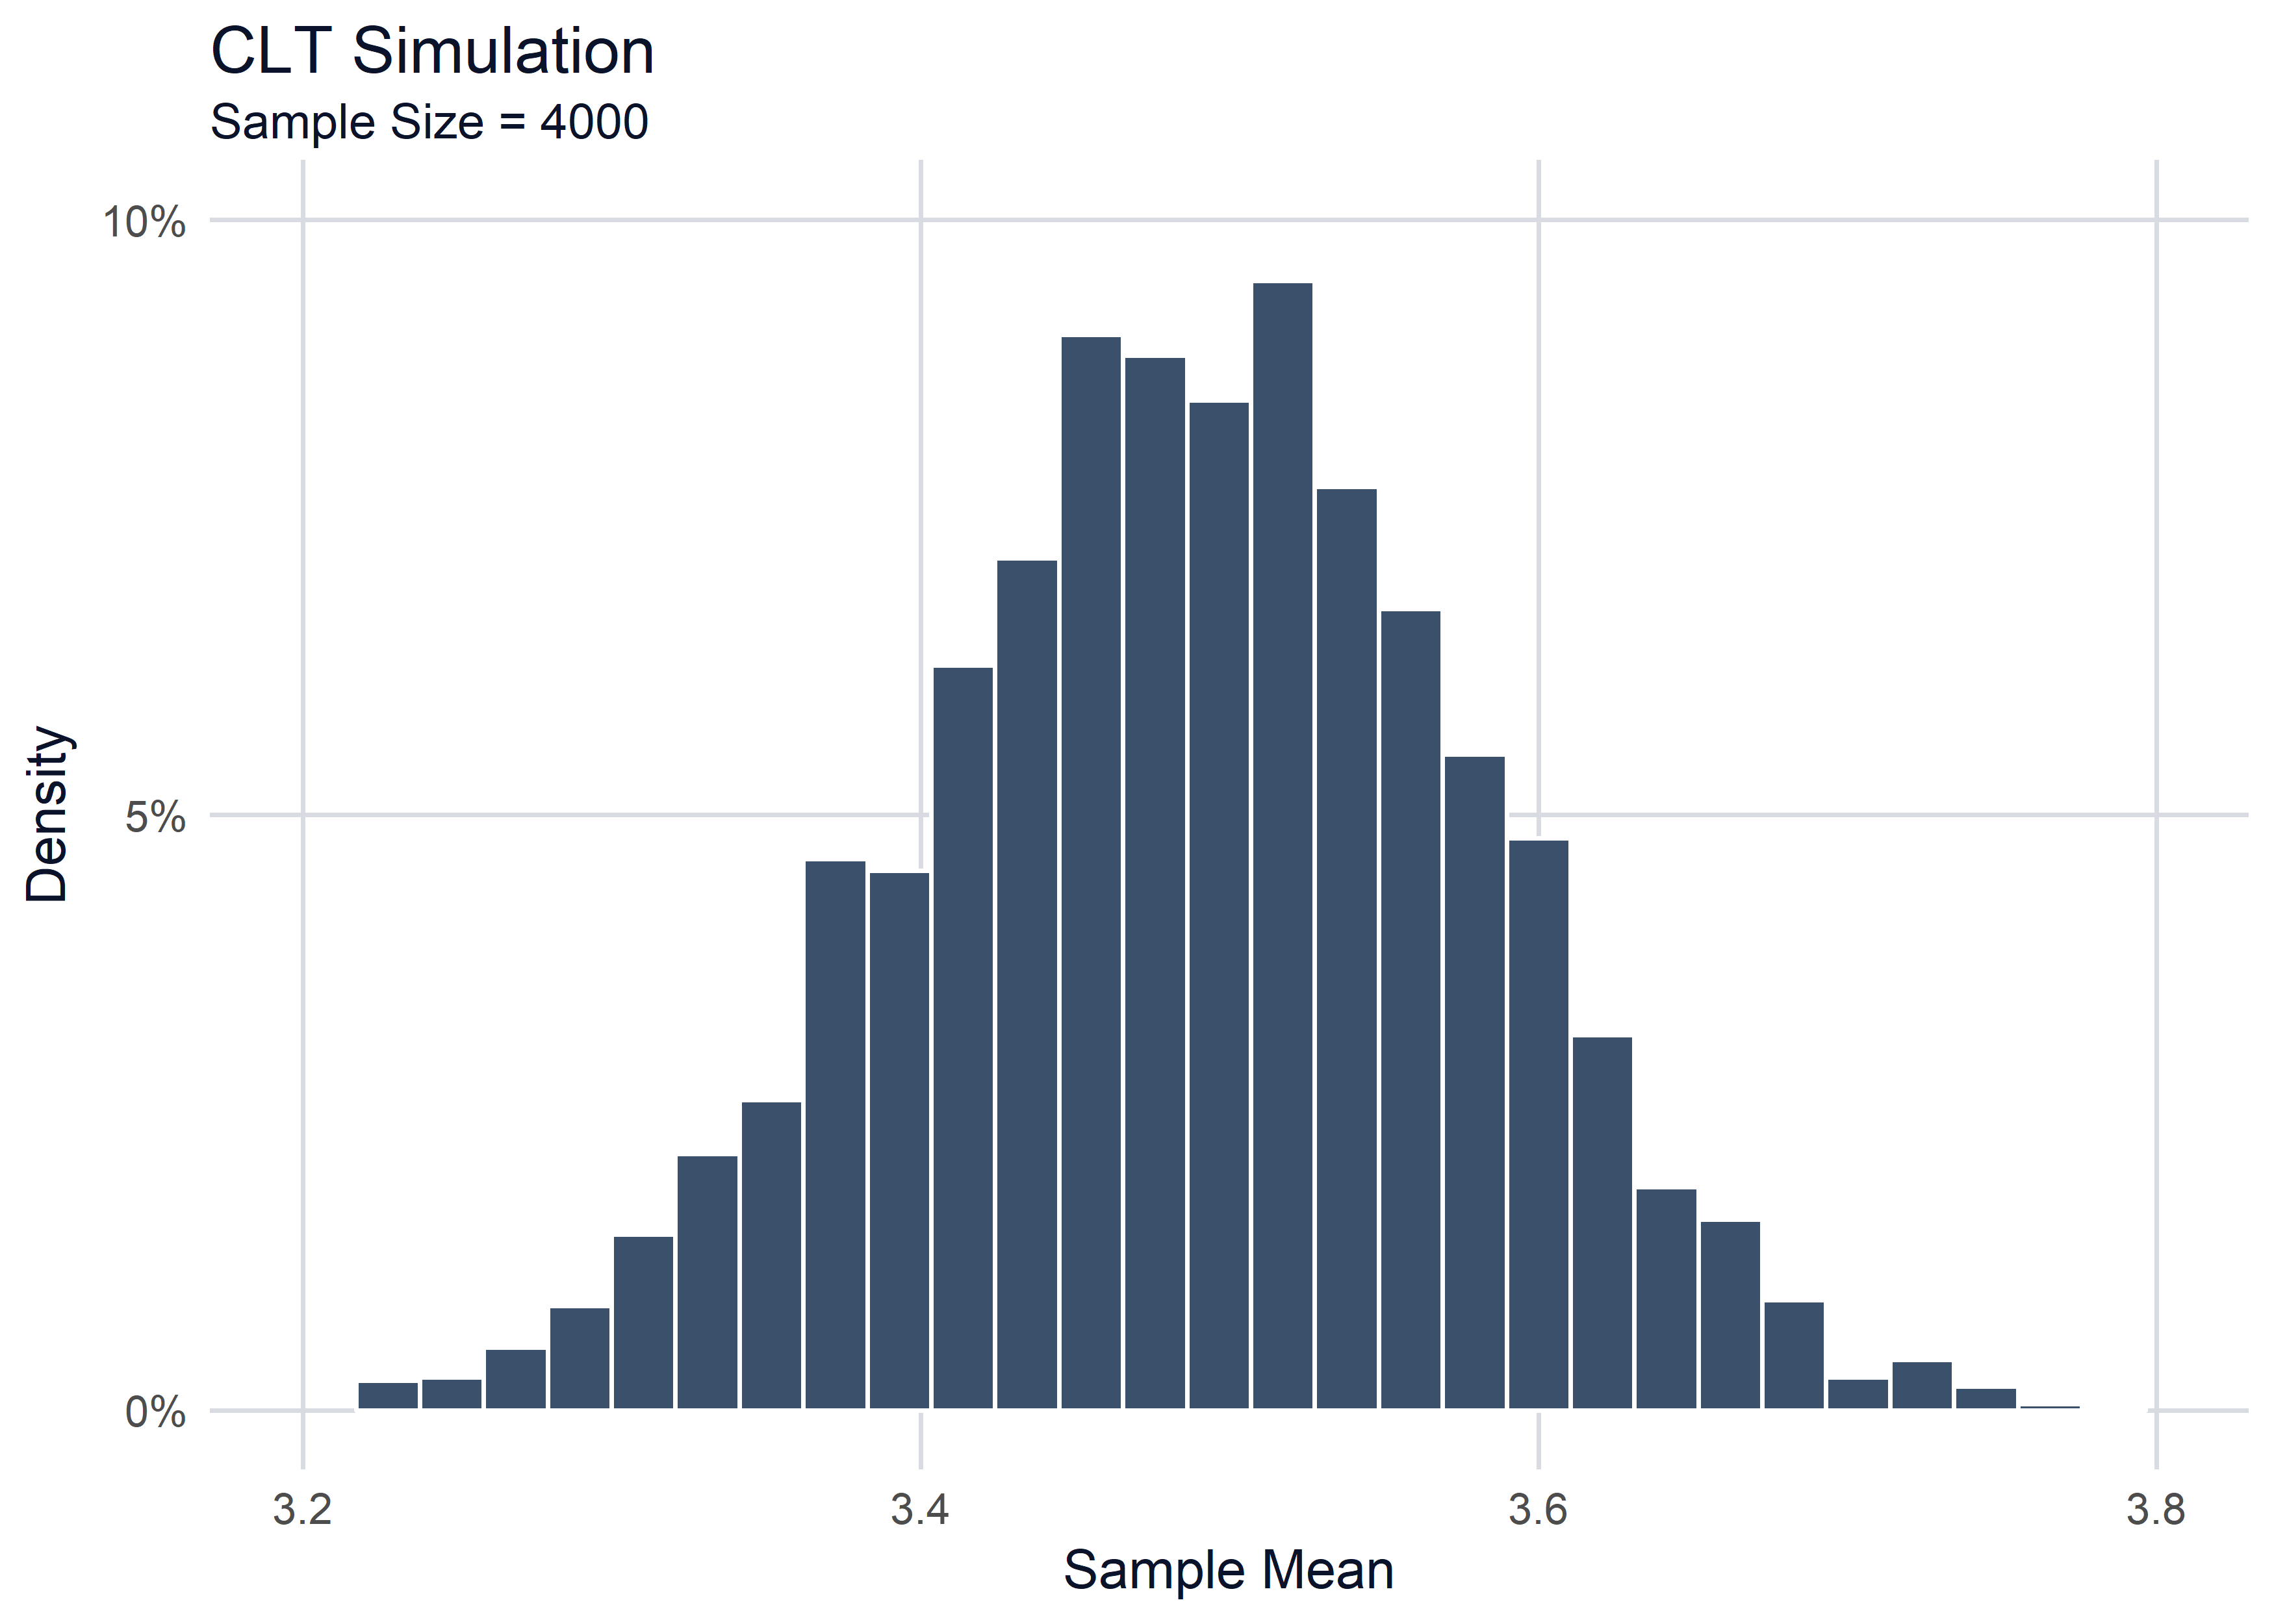 CLT Simulation
Sample Size = 4000
10%
5%
0%
Density
3.2 3.4 3.6 3.8
Sample Mean